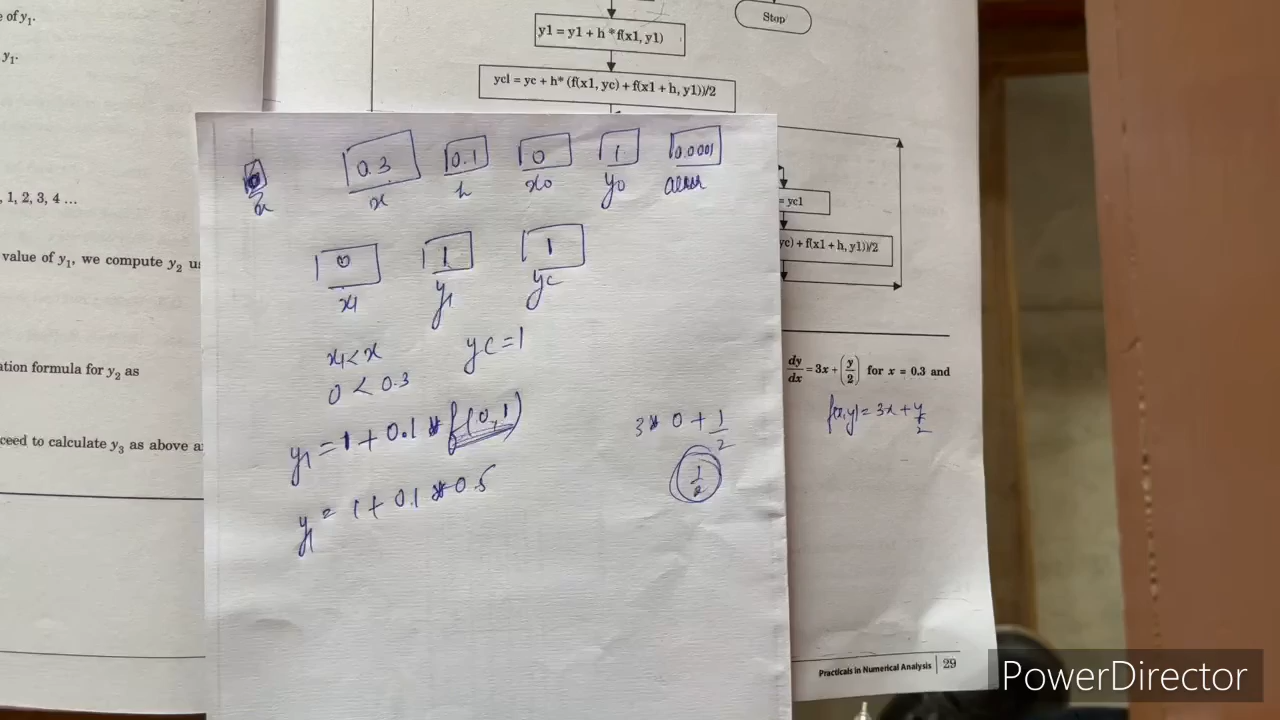 e of y₁.
y₁.
, 1, 2, 3, 4 ...
value of y₁, we compute y₂ u
ation formula for y₂ as
ceed to calculate y₃ as above a
Stop
y1 = y1 + h *f(x1, y1)
ycl = yc + h* (f(x1, yc) + f(x1 + h, y1))/2
= yc1
yc) + f(x1 + h, y1))/2
0.3 0.1 0 1 0.0001
x h x0 y0
0 1 1
x1 y1 yc
x1 < x yc = 1
0 < 0.3
y1 = 1 + 0.1 * f(0, 1)
y1 = 1 + 0.1 * 0.5
3 * 0 + 1/2
1/2
dy/dx = 3x + (y/2) for x = 0.3 and
f(x, y) = 3x + y/2
Practicals in Numerical Analysis | 29
PowerDirector